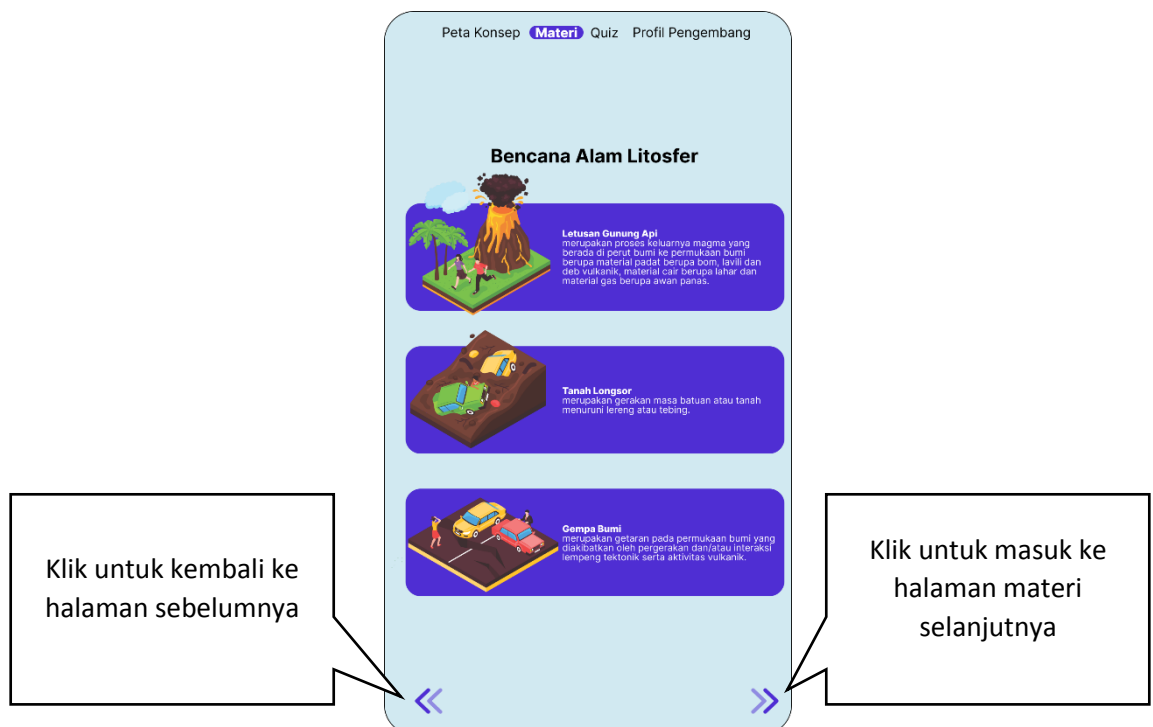 Peta Konsep Materi Quiz Profil Pengembang
Bencana Alam Litosfer
Letusan Gunung Api
merupakan proses keluarnya magma yang
berada di perut bumi ke permukaan bumi
berupa material padat berupa bom, lavili dan
deb vulkanik, material cair berupa lahar dan
material gas berupa awan panas.
Tanah Longsor
merupakan gerakan masa batuan atau tanah
menuruni lereng atau tebing.
Gempa Bumi
merupakan getaran pada permukaan bumi yang
diakibatkan oleh pergerakan dan/atau interaksi
lempeng tektonik serta aktivitas vulkanik.
Klik untuk kembali ke
halaman sebelumnya
Klik untuk masuk ke
halaman materi
selanjutnya